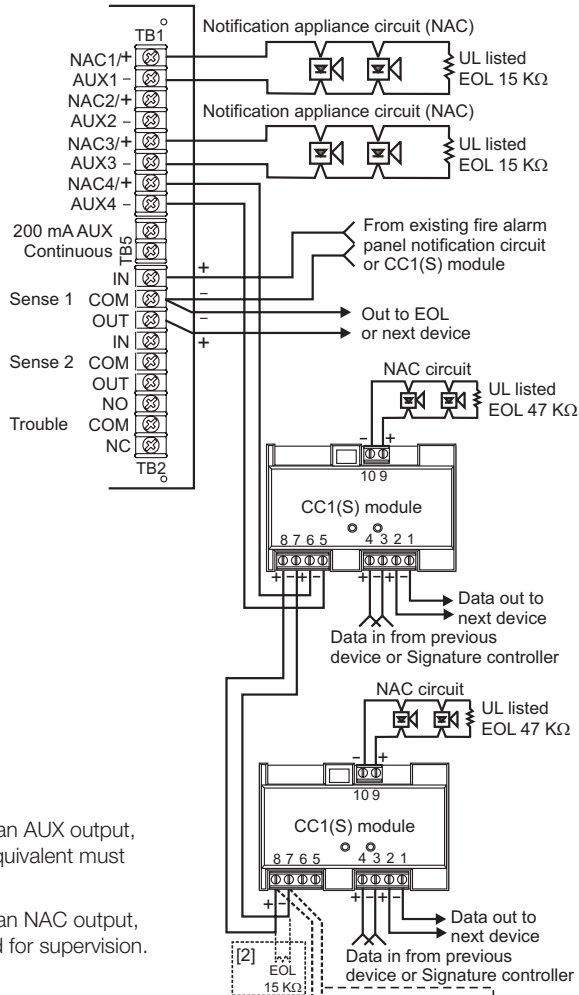 TB1
Notification appliance circuit (NAC)
NAC1/+
UL listed
EOL 15 KΩ
AUX1 −
NAC2/+
AUX2 −
Notification appliance circuit (NAC)
NAC3/+
UL listed
EOL 15 KΩ
AUX3 −
NAC4/+
AUX4 −
200 mA AUX
Continuous
TB5
From existing fire alarm
panel notification circuit
or CC1(S) module
+
−
Sense 1
IN
COM
OUT
−
+
Out to EOL
or next device
Sense 2
IN
COM
OUT
Trouble
NO
COM
NC
TB2
NAC circuit
UL listed
EOL 47 KΩ
− +
10 9
CC1(S) module
8 7 6 5 4 3 2 1
+ − + − + − + −
Data out to
next device
Data in from previous
device or Signature controller
NAC circuit
UL listed
EOL 47 KΩ
− +
10 9
CC1(S) module
8 7 6 5 4 3 2 1
+ − + − + −
Data out to
next device
Data in from previous
device or Signature controller
[2]
EOL
15 KΩ
an AUX output,
quivalent must
an NAC output,
d for supervision.